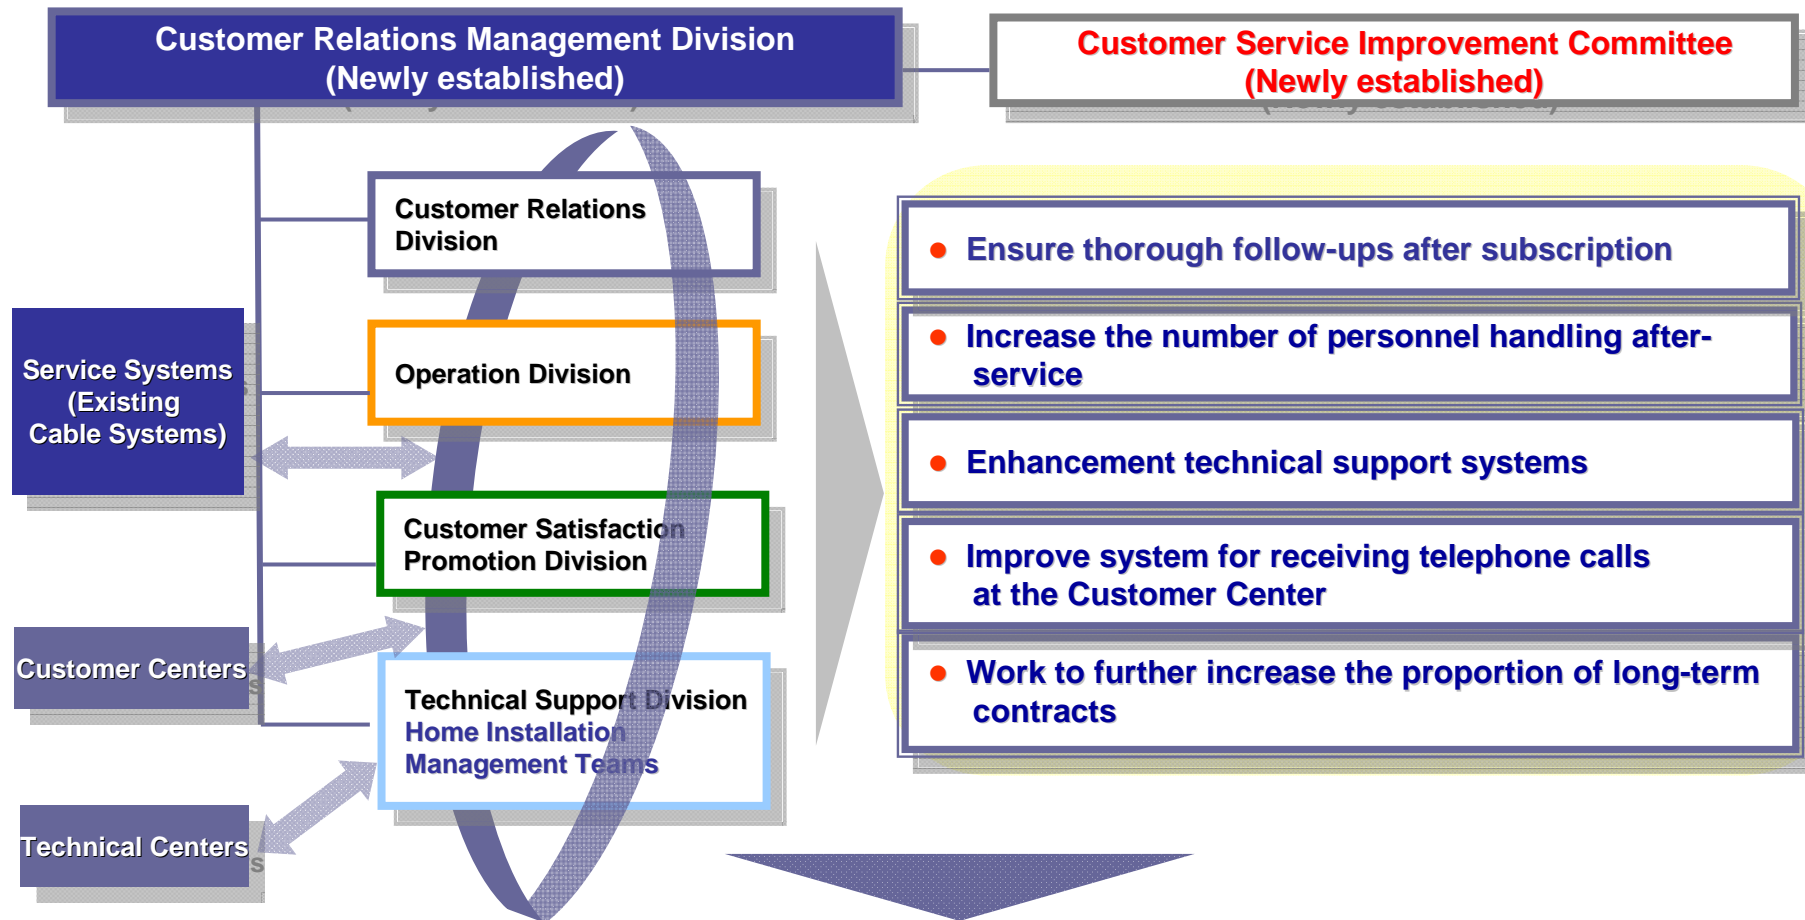 Customer Relations Management Division
(Newly established)
Customer Service Improvement Committee
(Newly established)
Customer Relations
Division
Operation Division
Customer Satisfaction
Promotion Division
Technical Support Division
Home Installation
Management Teams
Service Systems
(Existing
Cable Systems)
Customer Centers
Technical Centers
● Ensure thorough follow-ups after subscription
● Increase the number of personnel handling after-
service
● Enhancement technical support systems
● Improve system for receiving telephone calls
at the Customer Center
● Work to further increase the proportion of long-term
contracts